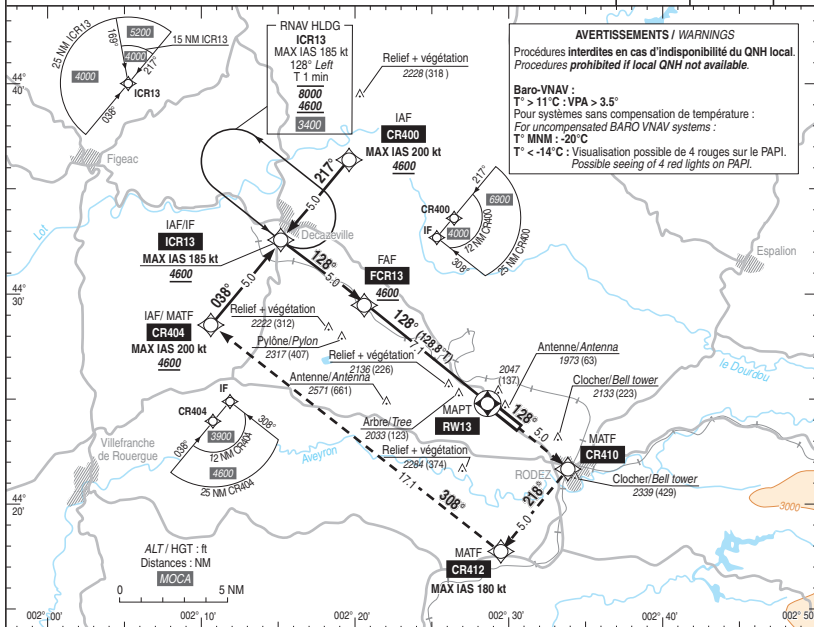 25 NM ICR13
169°
5200
4000
15 NM ICR13
217°
4000
038°
ICR13
RNAV HLDG
ICR13
MAX IAS 185 kt
128° Left
T 1 min
8000
4600
3400
Relief + végétation
2228 (318 )
AVERTISSEMENTS / WARNINGS
Procédures interdites en cas d'indisponibilité du QNH local.
Procedures prohibited if local QNH not available.
Baro-VNAV :
T° > 11°C : VPA > 3.5°
Pour systèmes sans compensation de température :
For uncompensated BARO VNAV systems :
T° MNM : -20°C
T° < -14°C : Visualisation possible de 4 rouges sur le PAPI.
Possible seeing of 4 red lights on PAPI.
44°
40'
Figeac
IAF
CR400
MAX IAS 200 kt
4600
217°
5.0
Lot
Decazeville
IAF/IF
ICR13
MAX IAS 185 kt
4600
217°
6900
CR400
IF
4000
12 NM CR400
308°
25 NM CR400
Espalion
128°
5.0
FAF
FCR13
4600
44°
30'
038°
5.0
IAF/ MATF
CR404
MAX IAS 200 kt
4600
Relief + végétation
2222 (312)
Pylône/Pylon
2317 (407)
128° (128.8°T)
7.1
Relief + végétation
2136 (226)
Antenne/Antenna
1973 (63)
2047
(137)
Antenne/Antenna
2571 (661)
le Dourdou
Clocher/Bell tower
2133 (223)
Arbre/Tree
2033 (123)
MAPT
RW13
128°
5.0
MATF
CR410
IF
CR404
038°
308°
3900
12 NM CR404
4600
25 NM CR404
Villefranche
de Rouergue
Aveyron
Relief + végétation
2284 (374)
RODEZ
Clocher/Bell tower
2339 (429)
3000
44°
20'
17.1
308°
218°
5.0
MATF
CR412
MAX IAS 180 kt
ALT / HGT : ft
Distances : NM
MOCA
0
5 NM
002° 00'
002° 10'
002° 20'
002° 30'
002° 40'
002° 50'